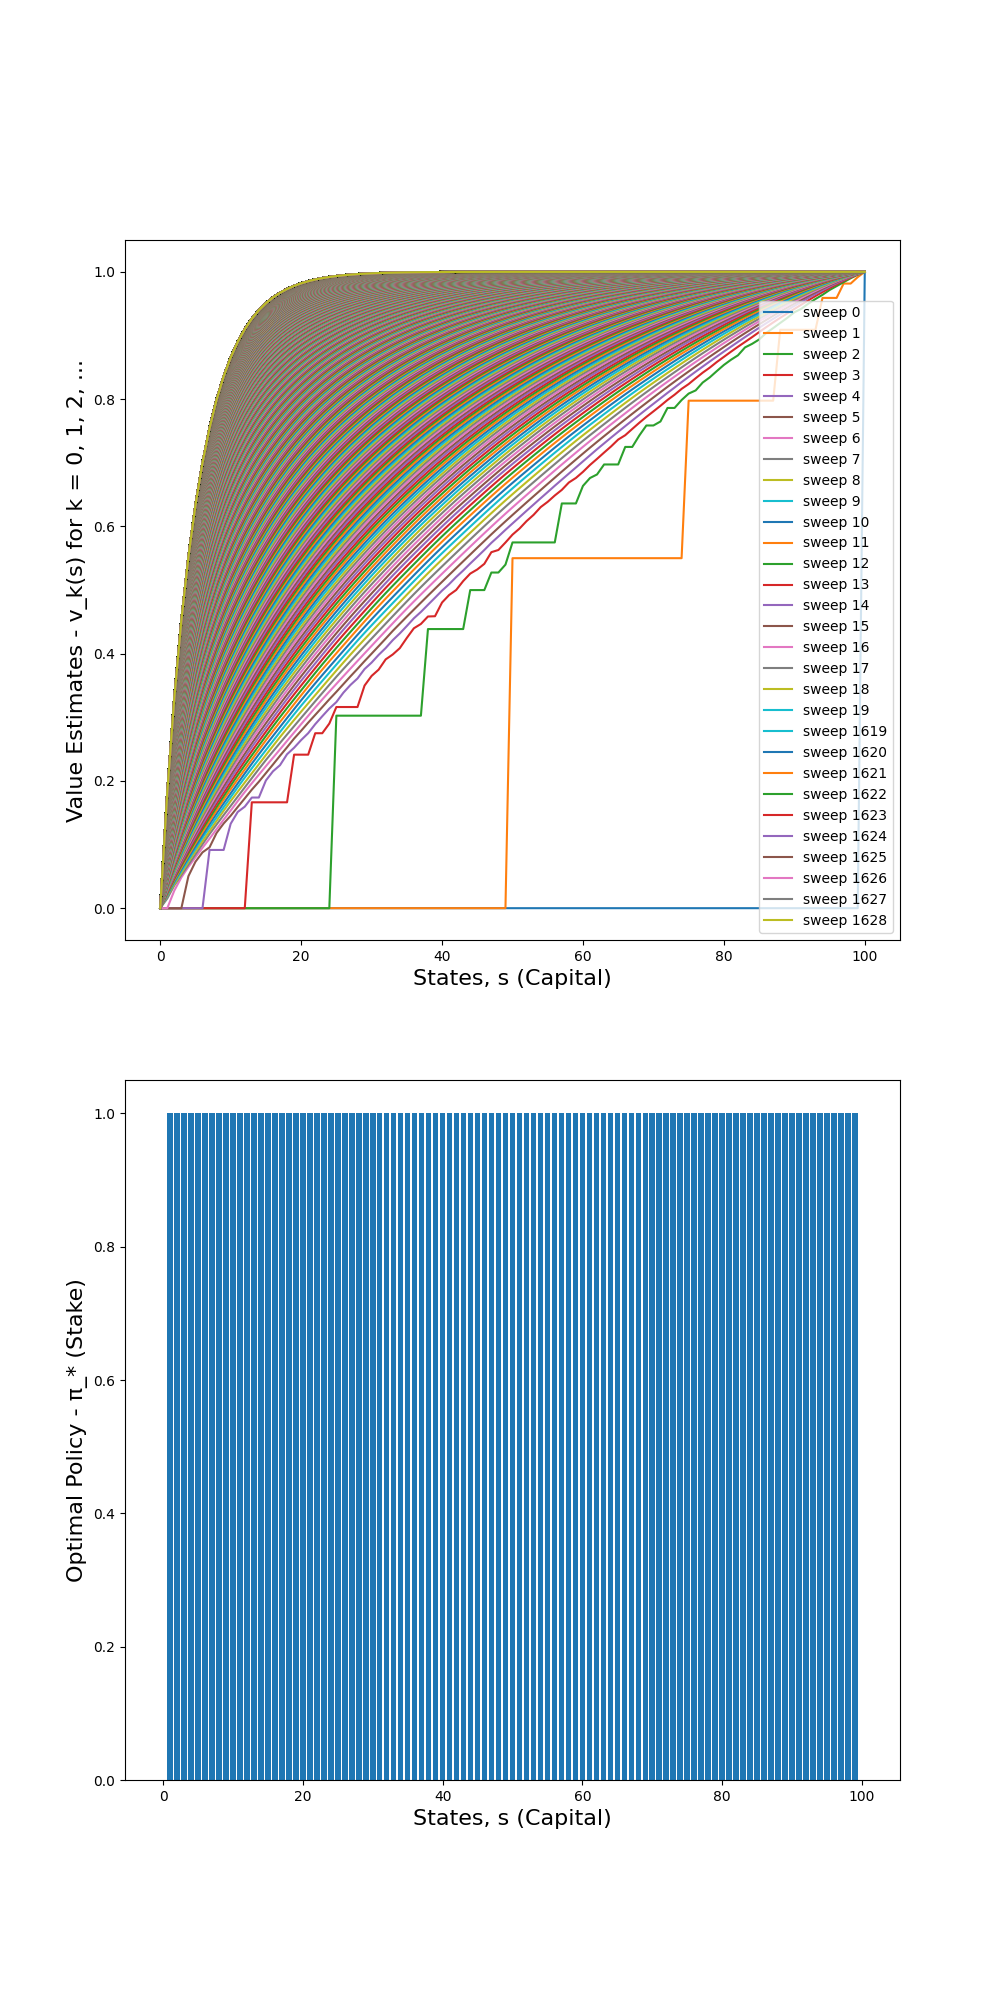 Value Estimates - v_k(s) for k = 0, 1, 2, ...
1.0
0.8
0.6
0.4
0.2
0.0
sweep 0
sweep 1
sweep 2
sweep 3
sweep 4
sweep 5
sweep 6
sweep 7
sweep 8
sweep 9
sweep 10
sweep 11
sweep 12
sweep 13
sweep 14
sweep 15
sweep 16
sweep 17
sweep 18
sweep 19
sweep 1619
sweep 1620
sweep 1621
sweep 1622
sweep 1623
sweep 1624
sweep 1625
sweep 1626
sweep 1627
sweep 1628
0 20 40 60 80 100
States, s (Capital)
Optimal Policy - π_* (Stake)
1.0
0.8
0.6
0.4
0.2
0.0
0 20 40 60 80 100
States, s (Capital)